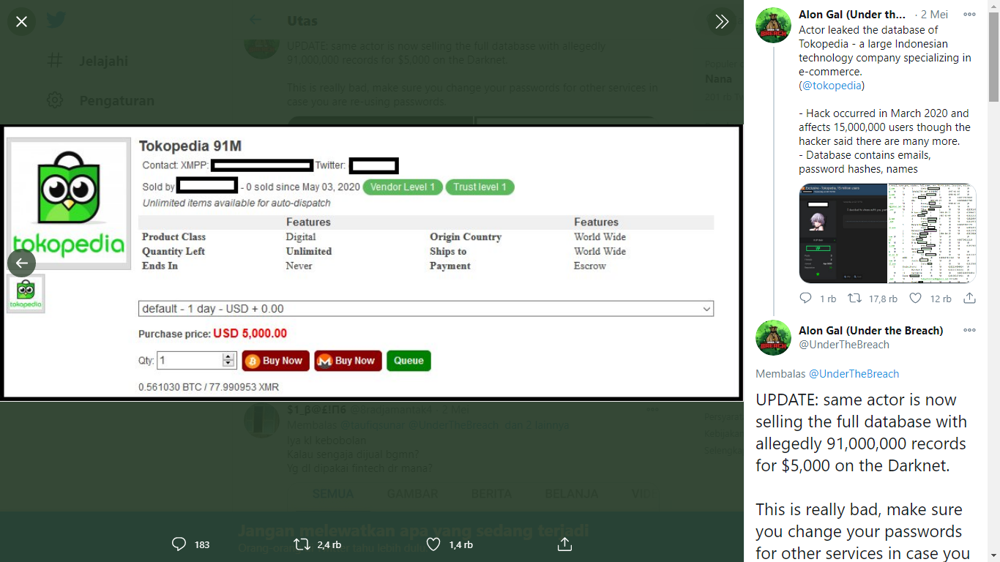 Utas
UPDATE: same actor is now selling the full database with allegedly
91,000,000 records for $5,000 on the Darknet.
This is really bad, make sure you change your passwords for other services in
case you are re-using passwords.
Jelajahi
Pengaturan
Nana
Tokopedia 91M
Contact: XMPP: Twitter:
Sold by - 0 sold since May 03, 2020 Vendor Level 1 Trust level 1
Unlimited items available for auto-dispatch
Features Features
Product Class Digital Origin Country World Wide
Quantity Left Unlimited Ships to World Wide
Ends In Never Payment Escrow
tokopedia
tokopedia
default - 1 day - USD + 0.00
Purchase price: USD 5,000.00
Qty: 1 Buy Now Buy Now Queue
0.561030 BTC / 77.990953 XMR
2 Mei
Membalas @UnderTheBreach dan 2 lainnya
Iya ki kebobolan
Kalau sengaja dijual bgmn?
Yg di dipakai fintech dr mana?
SEMUA GAMBAR BERITA BELANJA
Jangan melewatkan apa yang sedang terjadi
183 2,4 rb 1,4 rb
Alon Gal (Under th... · 2 Mei
Actor leaked the database of
Tokopedia - a large Indonesian
technology company specializing in
e-commerce.
(@tokopedia)
- Hack occurred in March 2020 and
affects 15,000,000 users though the
hacker said there are many more.
- Database contains emails,
password hashes, names
1 rb 17,8 rb 12 rb
Alon Gal (Under the Breach)
@UnderTheBreach
Membalas @UnderTheBreach
UPDATE: same actor is now
selling the full database with
allegedly 91,000,000 records
for $5,000 on the Darknet.
This is really bad, make sure
you change your passwords
for other services in case you